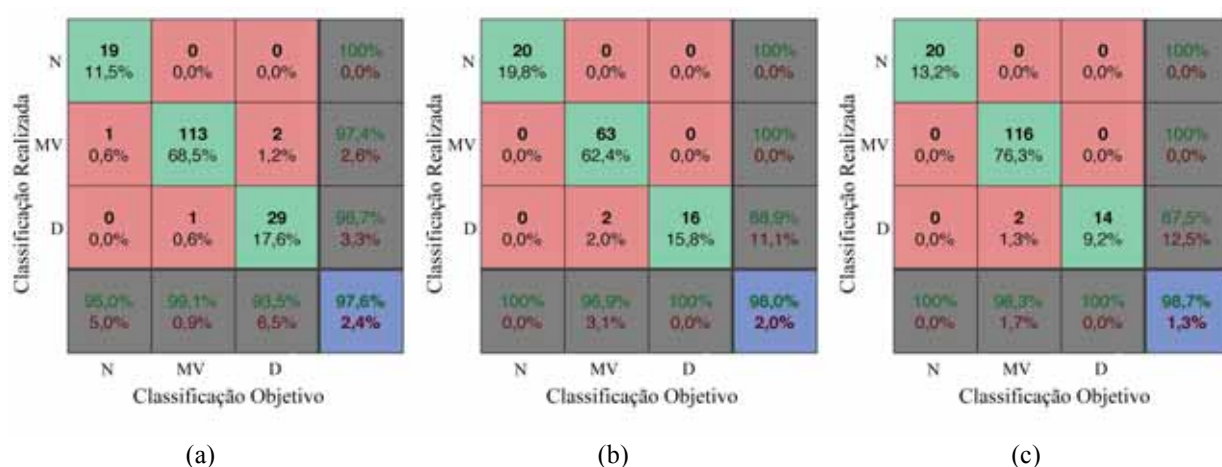 Classificação Realizada
N
19 0 0 100%
11,5% 0,0% 0,0% 0,0%
MV
1 113 2 97,4%
0,6% 68,5% 1,2% 2,6%
D
0 1 29 96,7%
0,0% 0,6% 17,6% 3,3%
95,0% 99,1% 93,5% 97,6%
5,0% 0,9% 6,5% 2,4%
N MV D
Classificação Objetivo
(a)
Classificação Realizada
N
20 0 0 100%
19,8% 0,0% 0,0% 0,0%
MV
0 63 0 100%
0,0% 62,4% 0,0% 0,0%
D
0 2 16 88,9%
0,0% 2,0% 15,8% 11,1%
100% 96,9% 100% 98,0%
0,0% 3,1% 0,0% 2,0%
N MV D
Classificação Objetivo
(b)
Classificação Realizada
N
20 0 0 100%
13,2% 0,0% 0,0% 0,0%
MV
0 116 0 100%
0,0% 76,3% 0,0% 0,0%
D
0 2 14 87,5%
0,0% 1,3% 9,2% 12,5%
100% 98,3% 100% 98,7%
0,0% 1,7% 0,0% 1,3%
N MV D
Classificação Objetivo
(c)